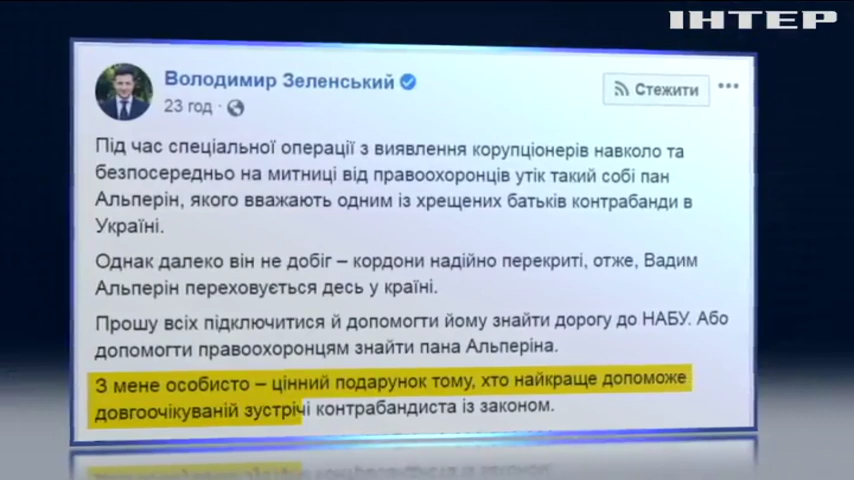 ІНТЕР
Володимир Зеленський
Стежити
23 год ·
Під час спеціальної операції з виявлення корупціонерів навколо та
безпосередньо на митниці від правоохоронців утік такий собі пан
Альперін, якого вважають одним із хрещених батьків контрабанди в
Україні.
Однак далеко він не добіг – кордони надійно перекриті, отже, Вадим
Альперін переховується десь у країні.
Прошу всіх підключитися й допомогти йому знайти дорогу до НАБУ. Або
допомогти правоохоронцям знайти пана Альперіна.
З мене особисто – цінний подарунок тому, хто найкраще допоможе
довгоочікуваній зустрічі контрабандиста із законом.